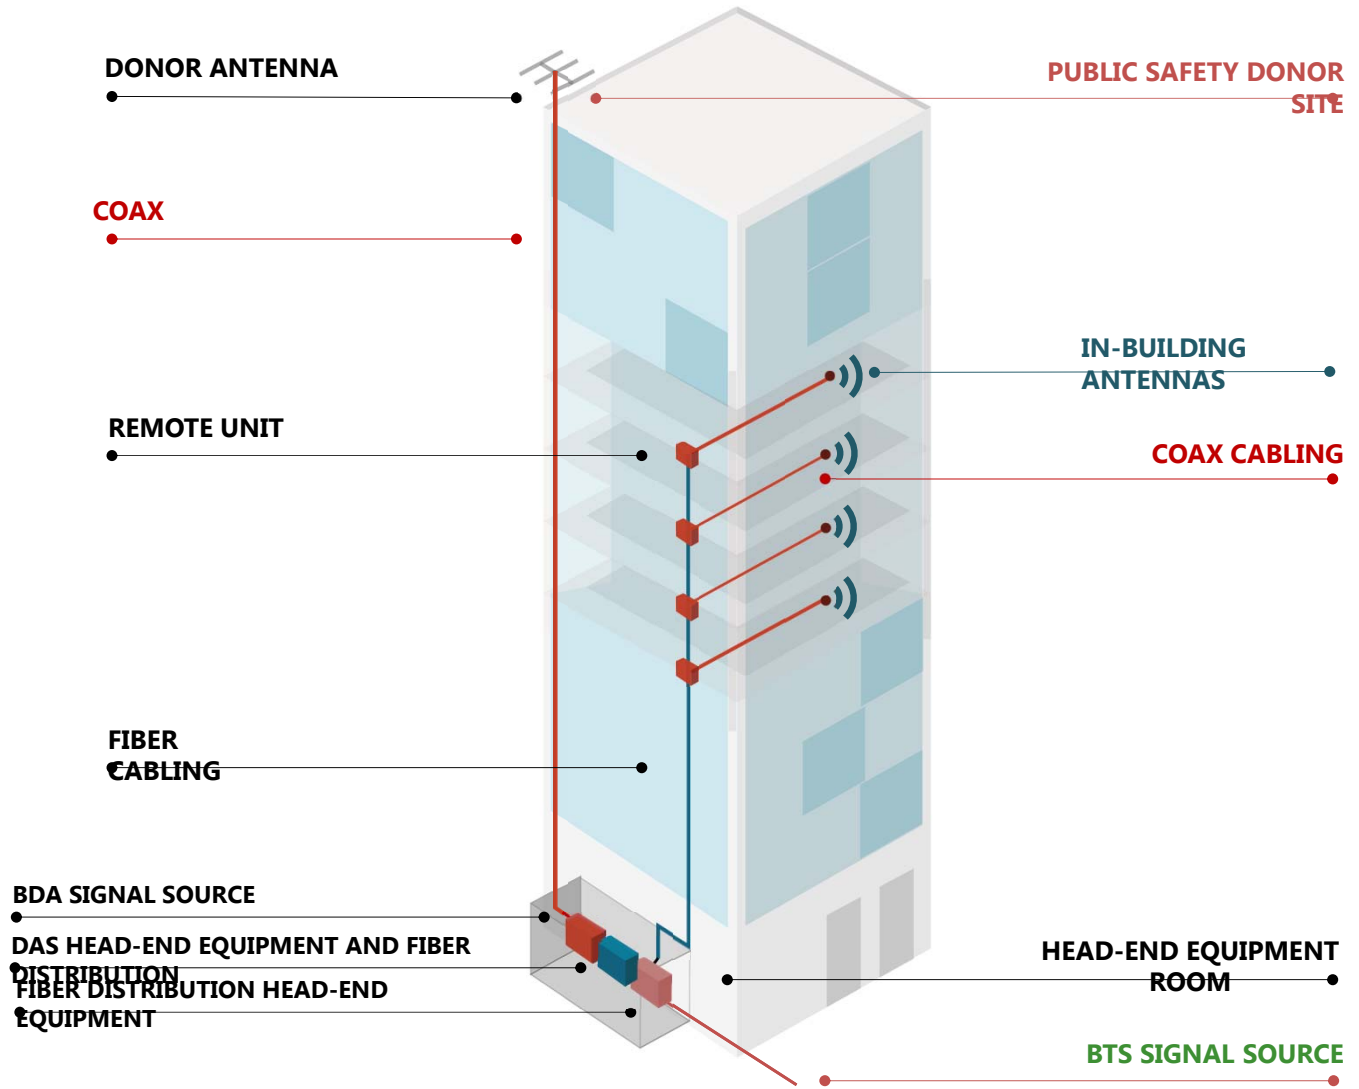 DONOR ANTENNA
PUBLIC SAFETY DONOR
SITE
COAX
IN-BUILDING
ANTENNAS
REMOTE UNIT
COAX CABLING
FIBER
CABLING
BDA SIGNAL SOURCE
DAS HEAD-END EQUIPMENT AND FIBER
DISTRIBUTION
FIBER DISTRIBUTION HEAD-END
EQUIPMENT
HEAD-END EQUIPMENT
ROOM
BTS SIGNAL SOURCE